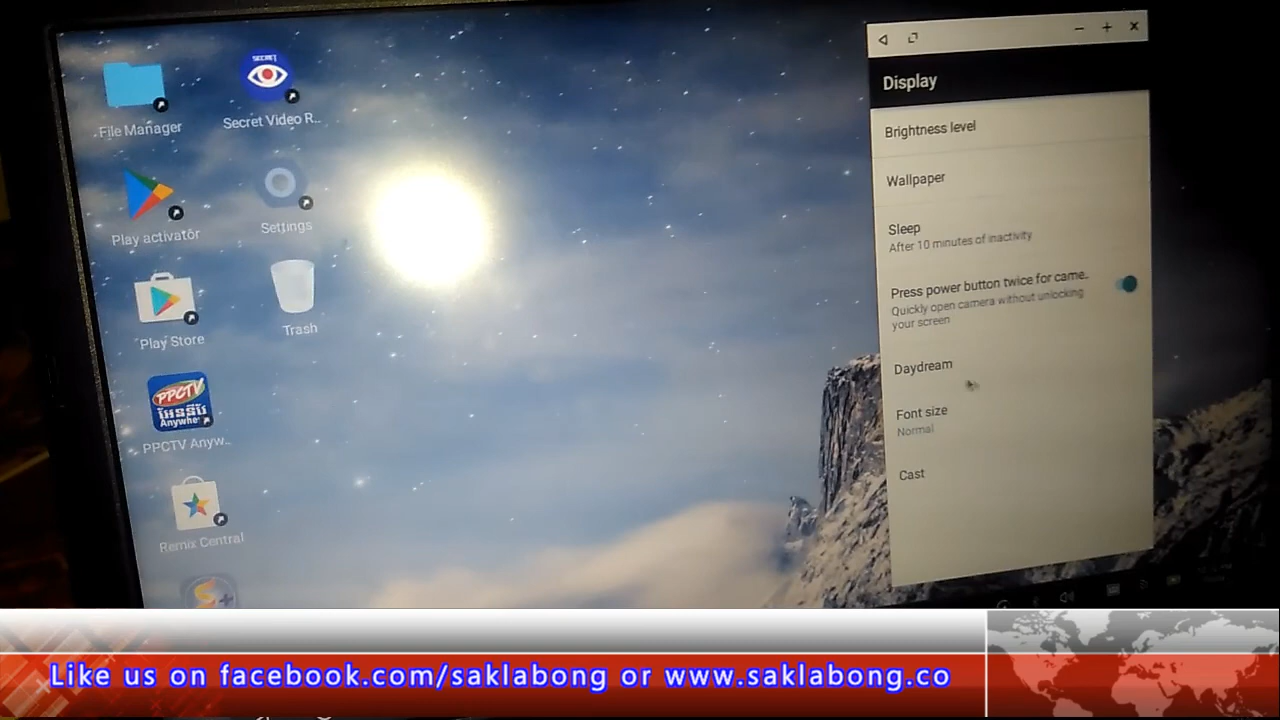 File Manager
SECRET
Secret Video R..
Play activator
Settings
Play Store
Trash
PPCTV
Anywhe
PPCTV Anyw..
Remix Central
Display
Brightness level
Wallpaper
Sleep
After 10 minutes of inactivity
Press power button twice for came..
Quickly open camera without unlocking
your screen
Daydream
Font size
Normal
Cast
Like us on facebook.com/saklabong or www.saklabong.co